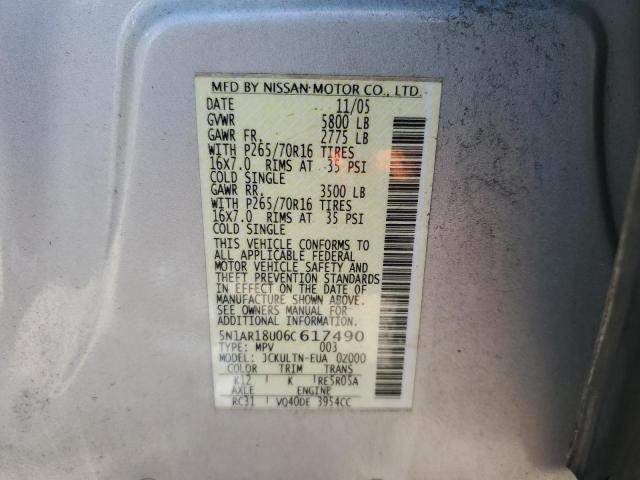 MFD BY NISSAN MOTOR CO., LTD.
DATE 11/05
GVWR 5800 LB
GAWR FR, 2775 LB
WITH P265/70R16 TIRES
16X7.0 RIMS AT 35 PSI
COLD SINGLE
GAWR RR, 3500 LB
WITH P265/70R16 TIRES
16X7.0 RIMS AT 35 PSI
COLD SINGLE
THIS VEHICLE CONFORMS TO
ALL APPLICABLE FEDERAL
MOTOR VEHICLE SAFETY AND
THEFT PREVENTION STANDARDS
IN EFFECT ON THE DATE OF
MANUFACTURE SHOWN ABOVE.
SEE OWNERS MANUAL FOR
ADDITIONAL INFORMATION.
5N1AR18U06C617490
TYPE: MPV 003
MODEL: JCKULTN-EUA 0Z000
COLOR TRIM TRANS
K12 K RE5R05A
AXLE ENGINE
RC31 VQ40DE 3954CC